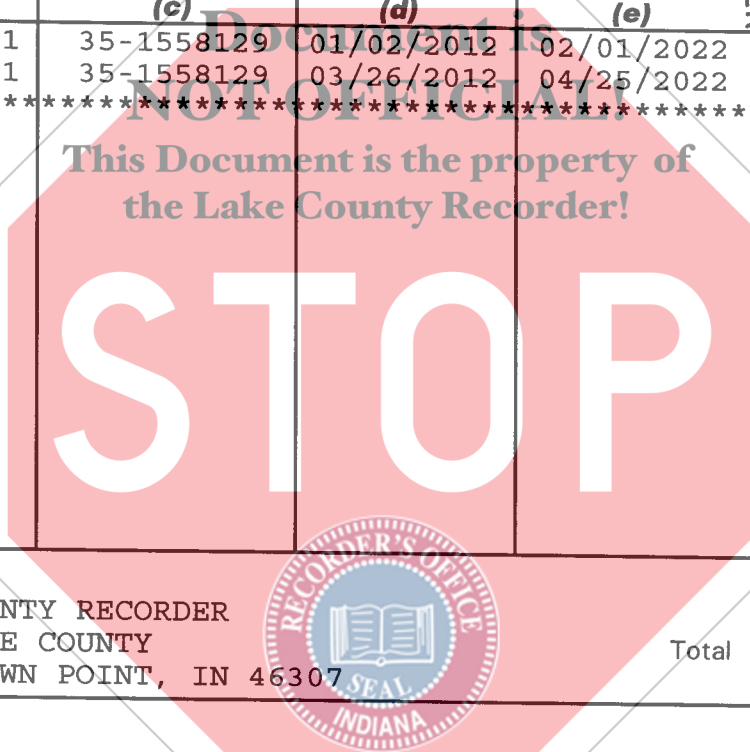 (c) (d) (e)
Document is
1 35-1558129 01/02/2012 02/01/2022
1 35-1558129 03/26/2012 04/25/2022
NOT OFFICIAL!
*****************************************
This Document is the property of
the Lake County Recorder!
STOP
RECORDER'S OFFICE
SEAL
INDIANA
NTY RECORDER
E COUNTY
WN POINT, IN 46307
Total